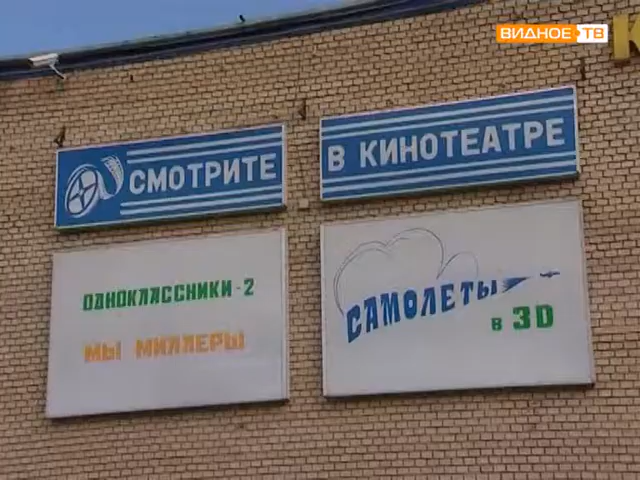 ВИДНОЕ ТВ
К
СМОТРИТЕ
В КИНОТЕАТРЕ
ОДНОКЛАССНИКИ-2
МЫ МИЛЛЕРЫ
САМОЛЕТЫ
в 3D